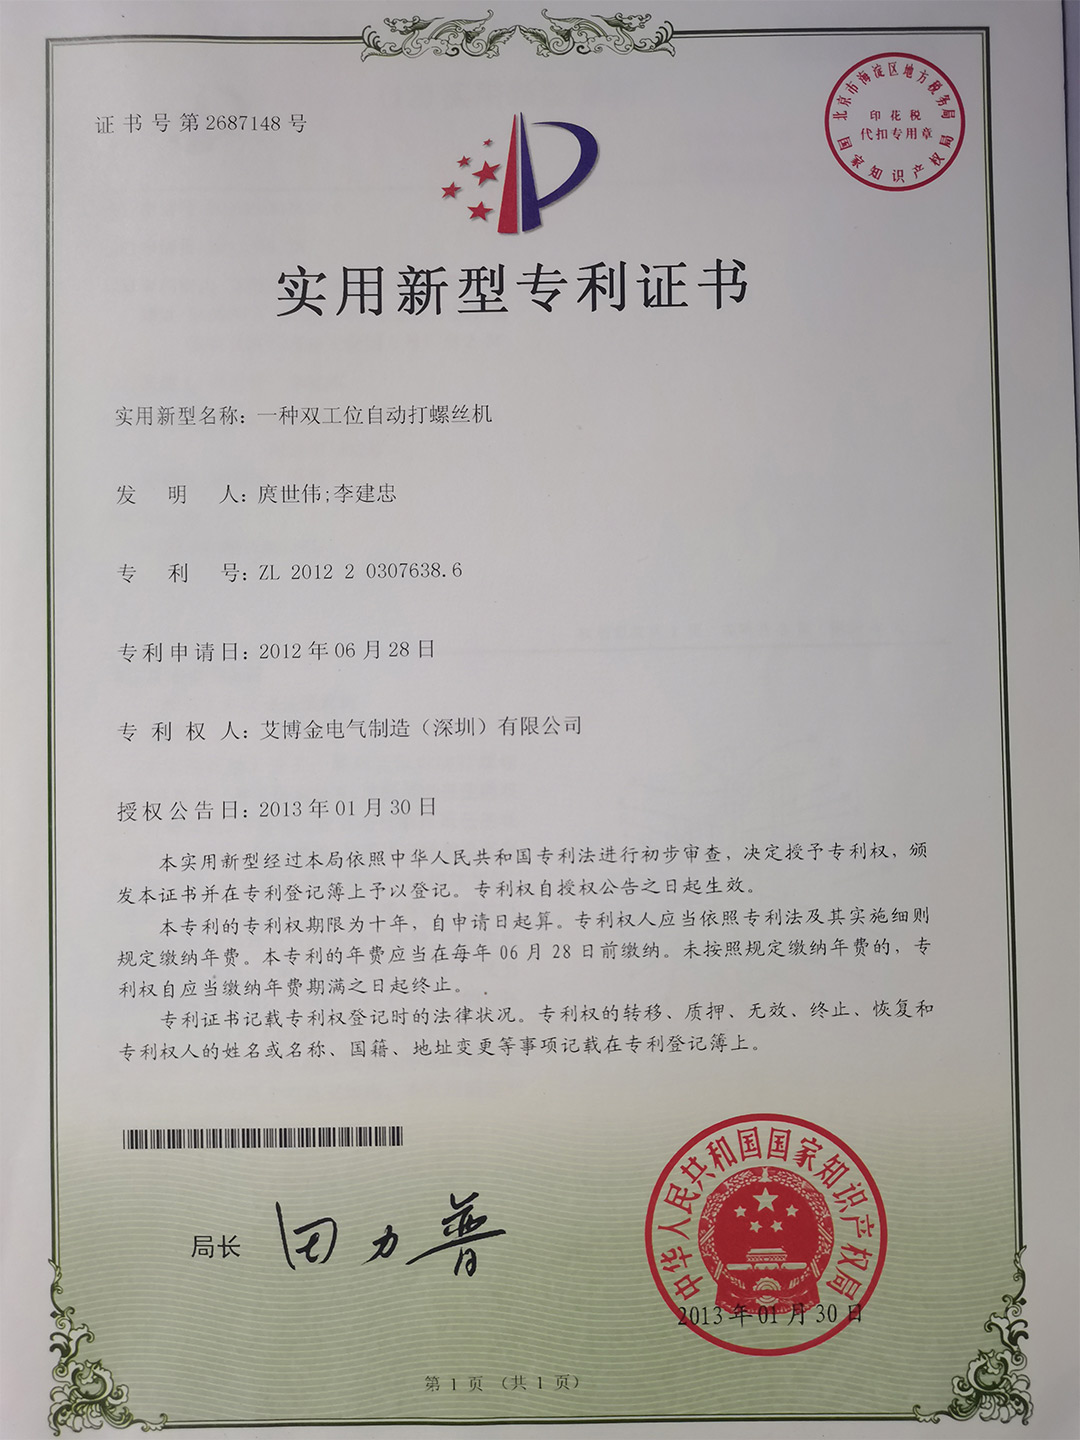 证书号第2687148号
北京市海淀区地方税务局
印花税
代扣专用章
国家知识产权局
实用新型专利证书
实用新型名称：一种双工位自动打螺丝机
发明人：庹世伟;李建忠
专利号：ZL 2012 2 0307638.6
专利申请日：2012年06月28日
专利权人：艾博金电气制造（深圳）有限公司
授权公告日：2013年01月30日
本实用新型经过本局依照中华人民共和国专利法进行初步审查，决定授予专利权，颁
发本证书并在专利登记簿上予以登记。专利权自授权公告之日起生效。
本专利的专利权期限为十年，自申请日起算。专利权人应当依照专利法及其实施细则
规定缴纳年费。本专利的年费应当在每年06月28日前缴纳。未按照规定缴纳年费的，专
利权自应当缴纳年费期满之日起终止。
专利证书记载专利权登记时的法律状况。专利权的转移、质押、无效、终止、恢复和
专利权人的姓名或名称、国籍、地址变更等事项记载在专利登记簿上。
局长
田力普
中华人民共和国国家知识产权局
2013年01月30日
第1页（共1页）